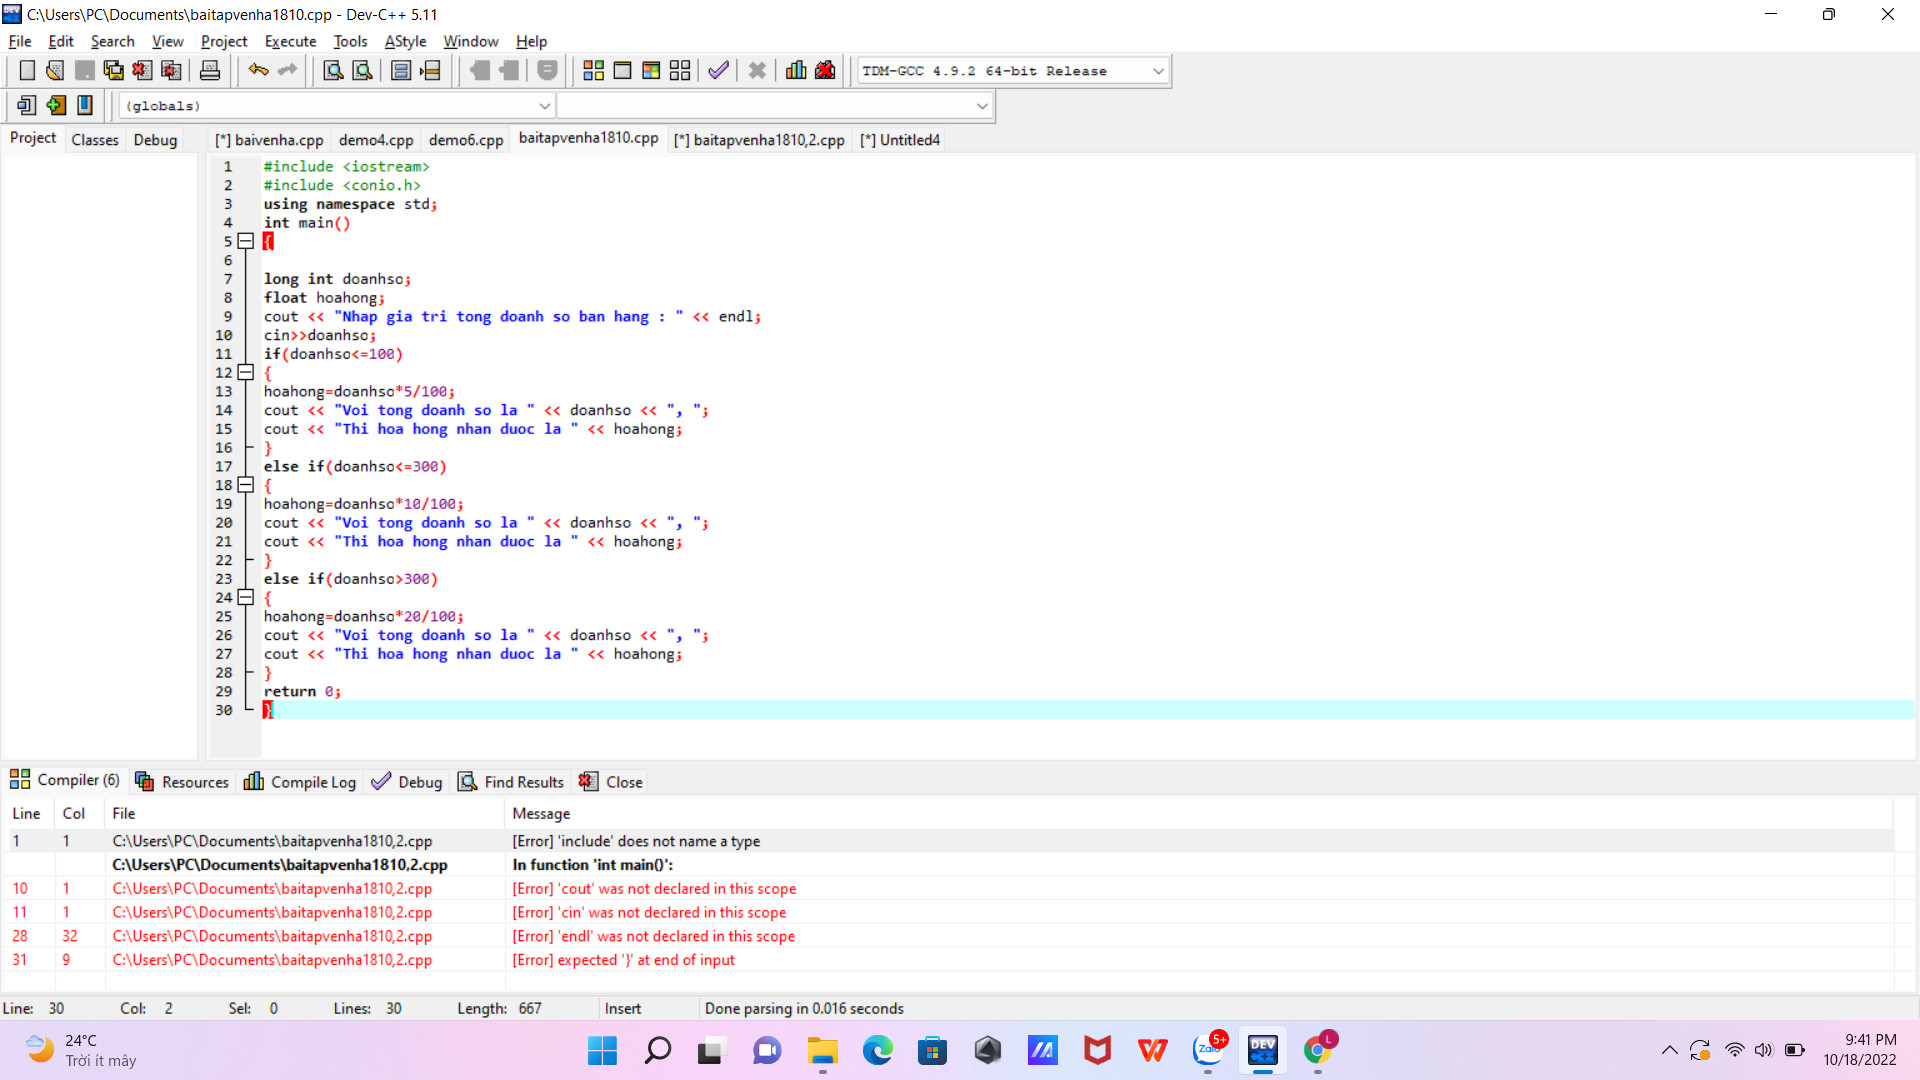 C:\Users\PC\Documents\baitapvenha1810.cpp - Dev-C++ 5.11
File Edit Search View Project Execute Tools AStyle Window Help
TDM-GCC 4.9.2 64-bit Release
(globals)
Project Classes Debug [*] baivenha.cpp demo4.cpp demo6.cpp baitapvenha1810.cpp [*] baitapvenha1810,2.cpp [*] Untitled4
1 #include <iostream>
2 #include <conio.h>
3 using namespace std;
4 int main()
5 {
6
7 long int doanhso;
8 float hoahong;
9 cout << "Nhap gia tri tong doanh so ban hang : " << endl;
10 cin>>doanhso;
11 if(doanhso<=100)
12 {
13 hoahong=doanhso*5/100;
14 cout << "Voi tong doanh so la " << doanhso << ", ";
15 cout << "Thi hoa hong nhan duoc la " << hoahong;
16 }
17 else if(doanhso<=300)
18 {
19 hoahong=doanhso*10/100;
20 cout << "Voi tong doanh so la " << doanhso << ", ";
21 cout << "Thi hoa hong nhan duoc la " << hoahong;
22 }
23 else if(doanhso>300)
24 {
25 hoahong=doanhso*20/100;
26 cout << "Voi tong doanh so la " << doanhso << ", ";
27 cout << "Thi hoa hong nhan duoc la " << hoahong;
28 }
29 return 0;
30 }
Compiler (6) Resources Compile Log Debug Find Results Close
Line Col File Message
1 1 C:\Users\PC\Documents\baitapvenha1810,2.cpp [Error] 'include' does not name a type
C:\Users\PC\Documents\baitapvenha1810,2.cpp In function 'int main()':
10 1 C:\Users\PC\Documents\baitapvenha1810,2.cpp [Error] 'cout' was not declared in this scope
11 1 C:\Users\PC\Documents\baitapvenha1810,2.cpp [Error] 'cin' was not declared in this scope
28 32 C:\Users\PC\Documents\baitapvenha1810,2.cpp [Error] 'endl' was not declared in this scope
31 9 C:\Users\PC\Documents\baitapvenha1810,2.cpp [Error] expected '}' at end of input
Line: 30 Col: 2 Sel: 0 Lines: 30 Length: 667 Insert Done parsing in 0.016 seconds
24°C
Trời ít mây
Zalo 5+
DEV C++
L
9:41 PM
10/18/2022